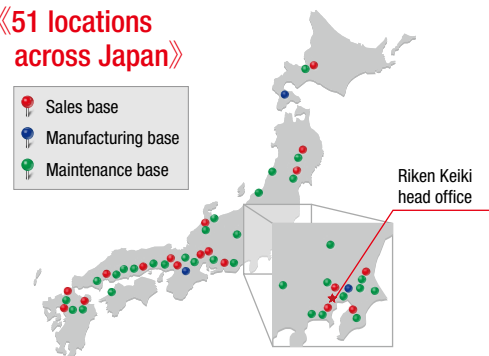 《51 locations
across Japan》
Sales base
Manufacturing base
Maintenance base
Riken Keiki
head office